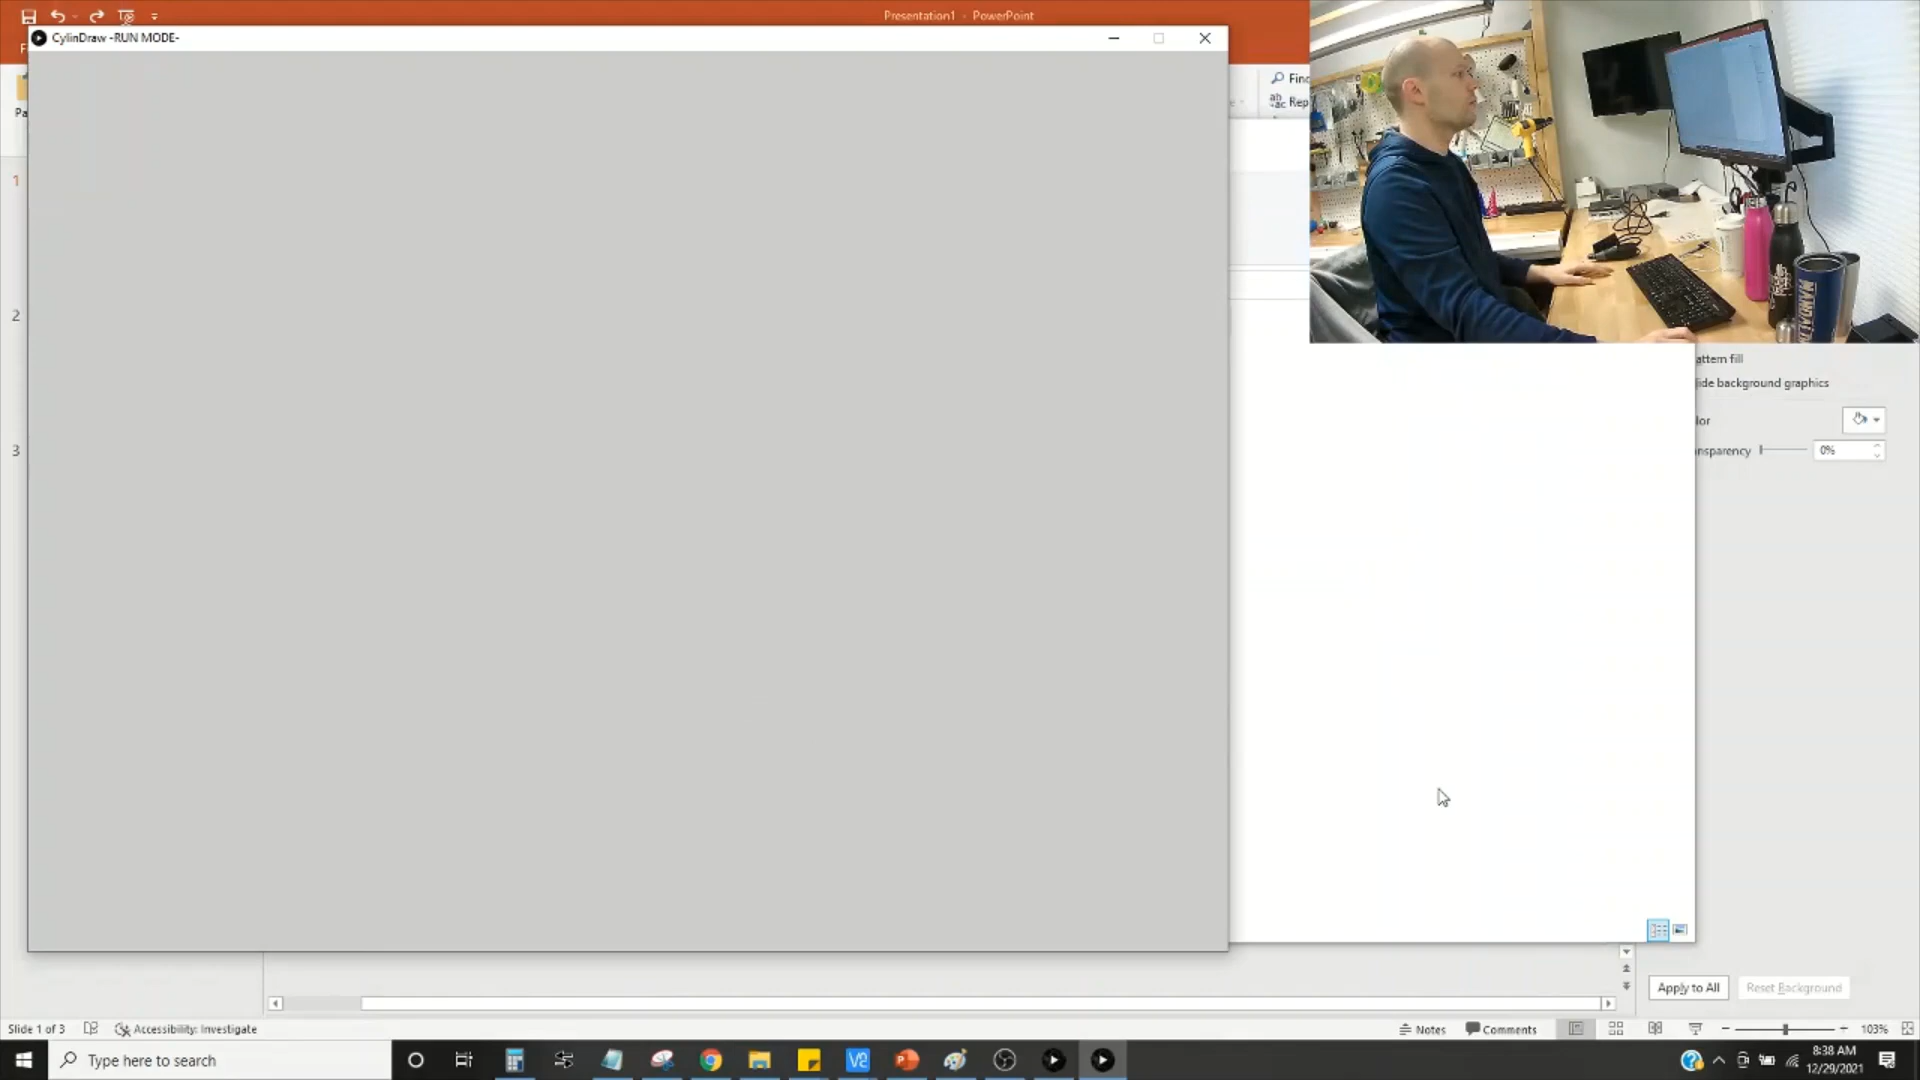 Presentation1 - PowerPoint
CylinDraw -RUN MODE-
F
Find
Pa
Rep
1
2
3
MANDAL
attern fill
ide background graphics
lor
nsparency
0%
Apply to All
Reset Background
Slide 1 of 3
Accessibility: Investigate
Notes
Comments
103%
Type here to search
8:38 AM
12/29/2021